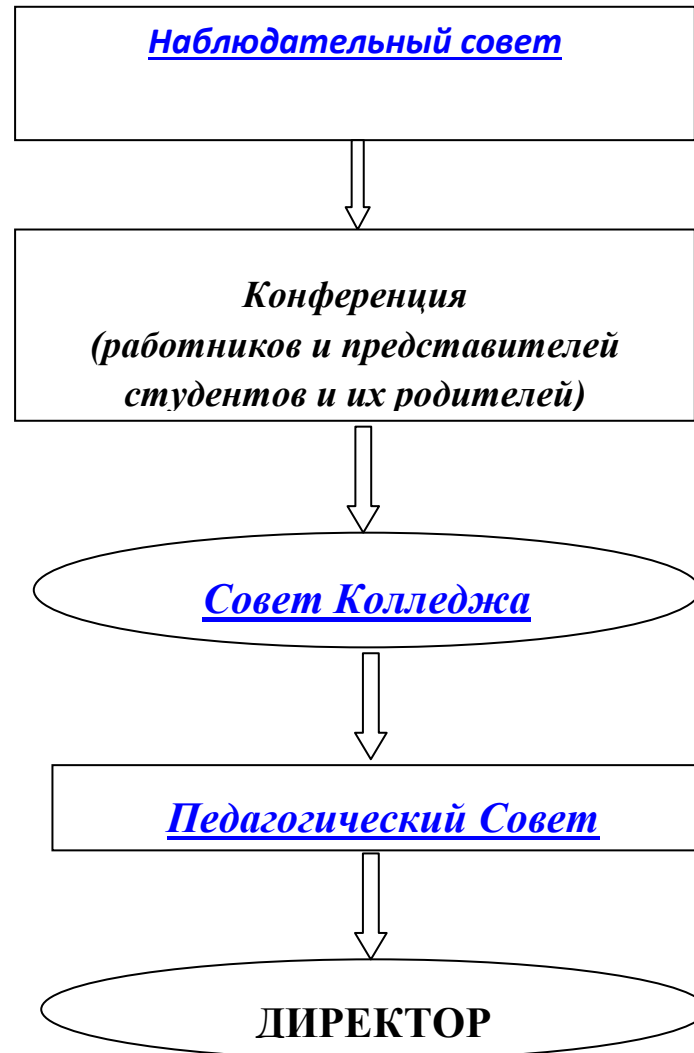 Наблюдательный совет
Конференция
(работников и представителей
студентов и их родителей)
Совет Колледжа
Педагогический Совет
ДИРЕКТОР